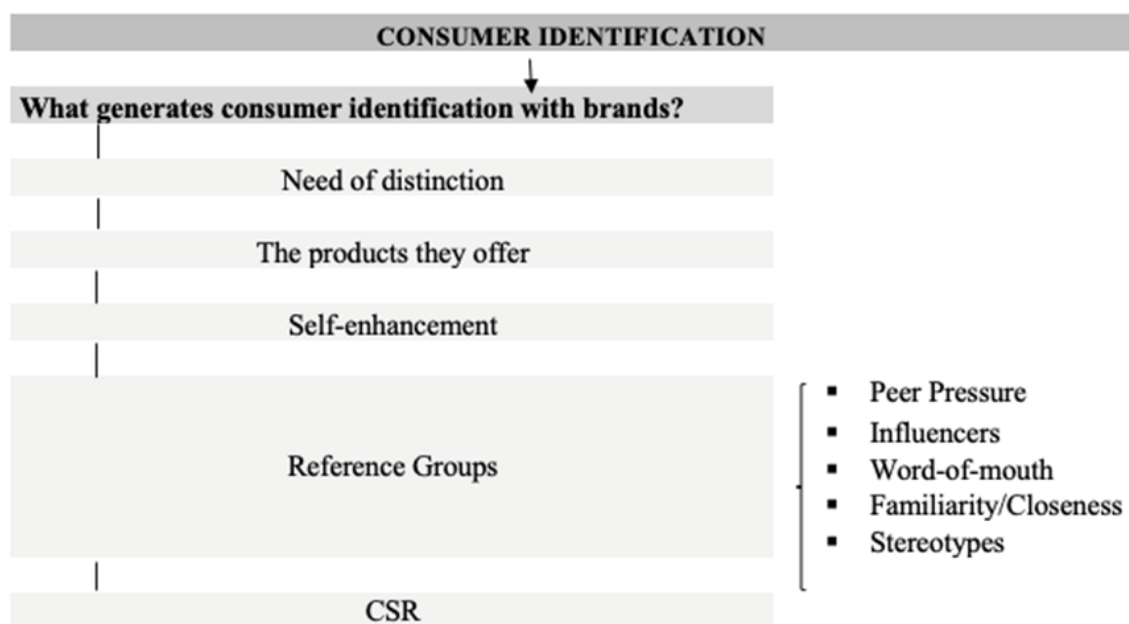 CONSUMER IDENTIFICATION
What generates consumer identification with brands?
Need of distinction
The products they offer
Self-enhancement
Reference Groups
▪ Peer Pressure
▪ Influencers
▪ Word-of-mouth
▪ Familiarity/Closeness
▪ Stereotypes
CSR